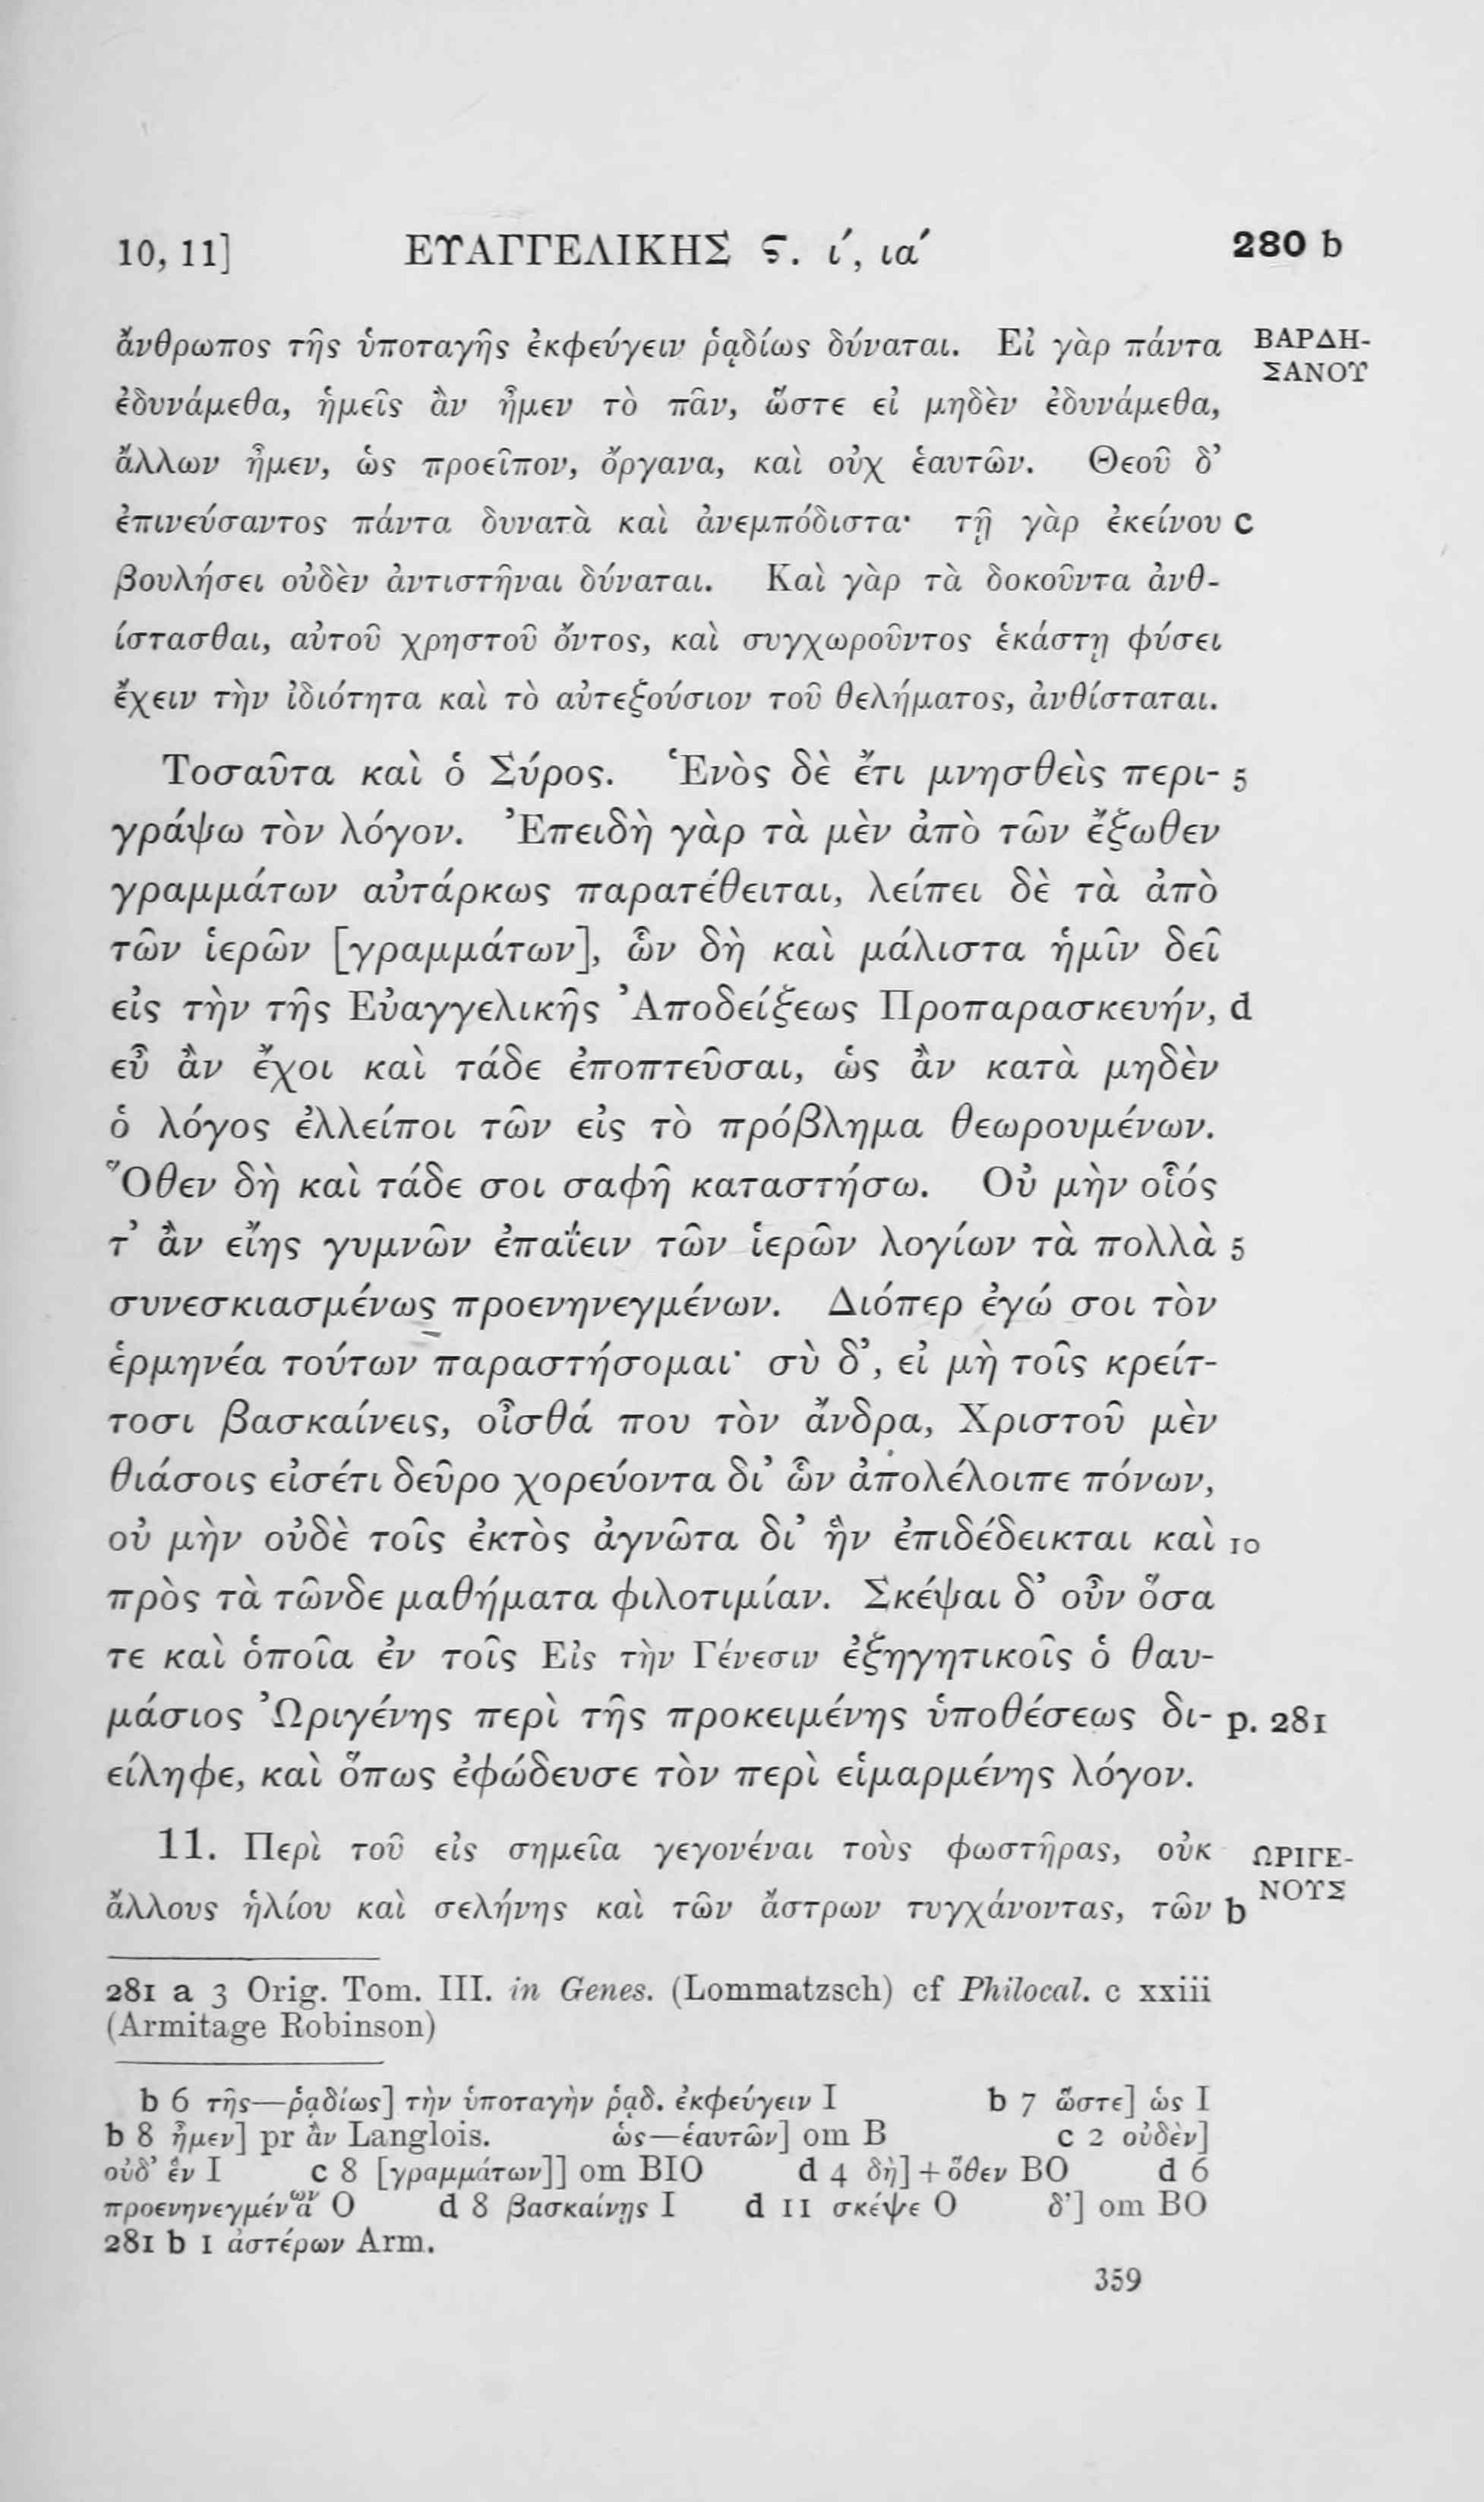 10, 11] ΕΥΑΓΓΕΛΙΚΗΣ ϛ. ί, ια΄ 280 b
ἄνθρωπος τῆς ὑποταγῆς ἐκφεύγειν ῥᾳδίως δύναται. Εἰ γὰρ πάντα ΒΑΡΔΗ-
ΣΑΝΟΥ
ἐδυνάμεθα, ἡμεῖς ἂν ἦμεν τὸ πᾶν, ὥστε εἰ μηδὲν ἐδυνάμεθα,
ἄλλων ἦμεν, ὡς προεῖπον, ὄργανα, καὶ οὐχ ἑαυτῶν. Θεοῦ δ’
ἐπινεύσαντος πάντα δυνατὰ καὶ ἀνεμπόδιστα· τῇ γὰρ ἐκείνου c
βουλήσει οὐδὲν ἀντιστῆναι δύναται. Καὶ γὰρ τὰ δοκοῦντα ἀνθ-
ίστασθαι, αὐτοῦ χρηστοῦ ὄντος, καὶ συγχωροῦντος ἑκάστῃ φύσει
ἔχειν τὴν ἰδιότητα καὶ τὸ αὐτεξούσιον τοῦ θελήματος, ἀνθίσταται.
Τοσαῦτα καὶ ὁ Σύρος. Ἑνὸς δὲ ἔτι μνησθεὶς περι- 5
γράψω τὸν λόγον. Ἐπειδὴ γὰρ τὰ μὲν ἀπὸ τῶν ἔξωθεν
γραμμάτων αὐτάρκως παρατέθειται, λείπει δὲ τὰ ἀπὸ
τῶν ἱερῶν [γραμμάτων], ὧν δὴ καὶ μάλιστα ἡμῖν δεῖ
εἰς τὴν τῆς Εὐαγγελικῆς Ἀποδείξεως Προπαρασκευήν, d
εὖ ἂν ἔχοι καὶ τάδε ἐποπτεῦσαι, ὡς ἂν κατὰ μηδὲν
ὁ λόγος ἐλλείποι τῶν εἰς τὸ πρόβλημα θεωρουμένων.
Ὅθεν δὴ καὶ τάδε σοι σαφῆ καταστήσω. Οὐ μὴν οἷός
τ’ ἂν εἴης γυμνῶν ἐπαΐειν τῶν ἱερῶν λογίων τὰ πολλὰ 5
συνεσκιασμένως προενηνεγμένων. Διόπερ ἐγώ σοι τὸν
ἑρμηνέα τούτων παραστήσομαι· σὺ δ’, εἰ μὴ τοῖς κρείτ-
τοσι βασκαίνεις, οἶσθά που τὸν ἄνδρα, Χριστοῦ μὲν
θιάσοις εἰσέτι δεῦρο χορεύοντα δι’ ὧν ἀπολέλοιπε πόνων,
οὐ μὴν οὐδὲ τοῖς ἐκτὸς ἀγνῶτα δι’ ἣν ἐπιδέδεικται καὶ 10
πρὸς τὰ τῶνδε μαθήματα φιλοτιμίαν. Σκέψαι δ’ οὖν ὅσα
τε καὶ ὁποῖα ἐν τοῖς Εἰς τὴν Γένεσιν ἐξηγητικοῖς ὁ θαυ-
μάσιος Ὠριγένης περὶ τῆς προκειμένης ὑποθέσεως δι- p. 281
είληφε, καὶ ὅπως ἐφώδευσε τὸν περὶ εἱμαρμένης λόγον.
11. Περὶ τοῦ εἰς σημεῖα γεγονέναι τοὺς φωστῆρας, οὐκ ΩΡΙΓΕ-
ΝΟΥΣ
ἄλλους ἡλίου καὶ σελήνης καὶ τῶν ἄστρων τυγχάνοντας, τῶν b
281 a 3 Orig. Tom. III. in Genes. (Lommatzsch) cf Philocal. c xxiii
(Armitage Robinson)
b 6 τῆς—ῥᾳδίως] τὴν ὑποταγὴν ῥᾳδ. ἐκφεύγειν I b 7 ὥστε] ὡς I
b 8 ἦμεν] pr ἂν Langlois. ὡς—ἑαυτῶν] om B c 2 οὐδὲν]
οὐδ’ ἓν I c 8 [γραμμάτων]] om BIO d 4 δὴ] + ὅθεν BO d 6
προενηνεγμένὰων O d 8 βασκαίνῃς I d 11 σκέψε O δ’] om BO
281 b 1 ἀστέρων Arm.
359